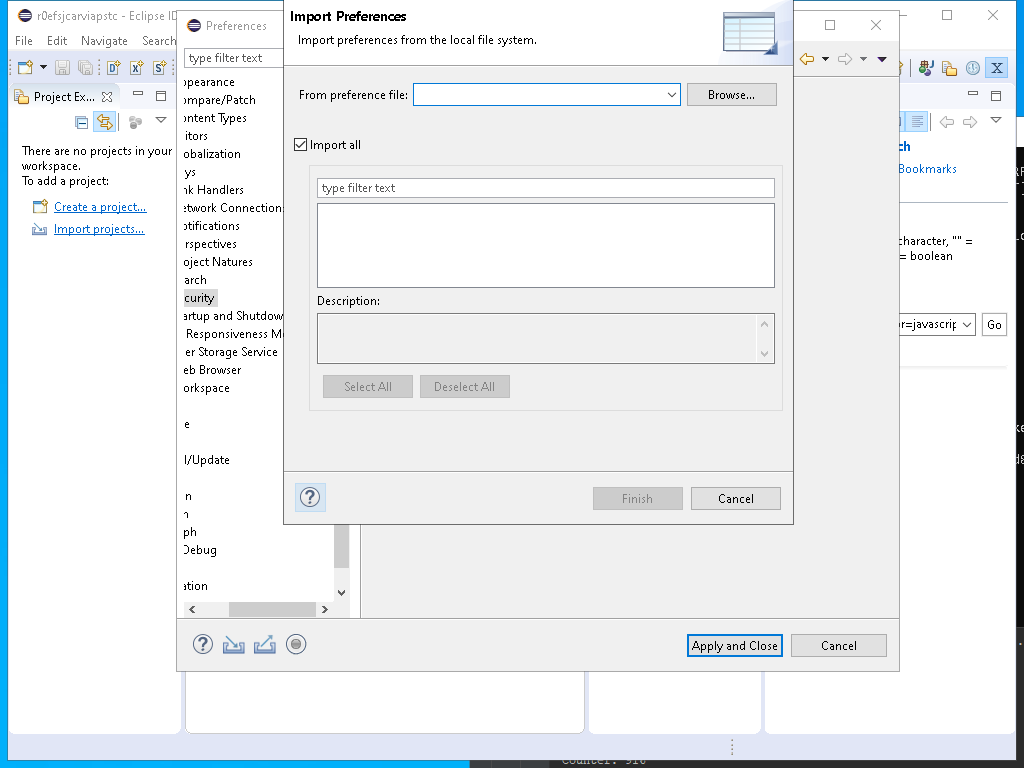 r0efsjcarviapstc - Eclipse ID
File Edit Navigate Search
Project Ex...
There are no projects in your
workspace.
To add a project:
Create a project...
Import projects...
Preferences
type filter text
ppearance
ompare/Patch
ontent Types
itors
obalization
ys
nk Handlers
etwork Connection
otifications
rspectives
oject Natures
arch
curity
artup and Shutdow
Responsiveness M
er Storage Service
eb Browser
orkspace
e
l/Update
n
n
ph
Debug
ation
Import Preferences
Import preferences from the local file system.
From preference file:
Browse...
Import all
type filter text
Description:
Select All
Deselect All
Finish
Cancel
Apply and Close
Cancel
ch
Bookmarks
character, "" =
= boolean
or=javascrip
Go
Counter: 916